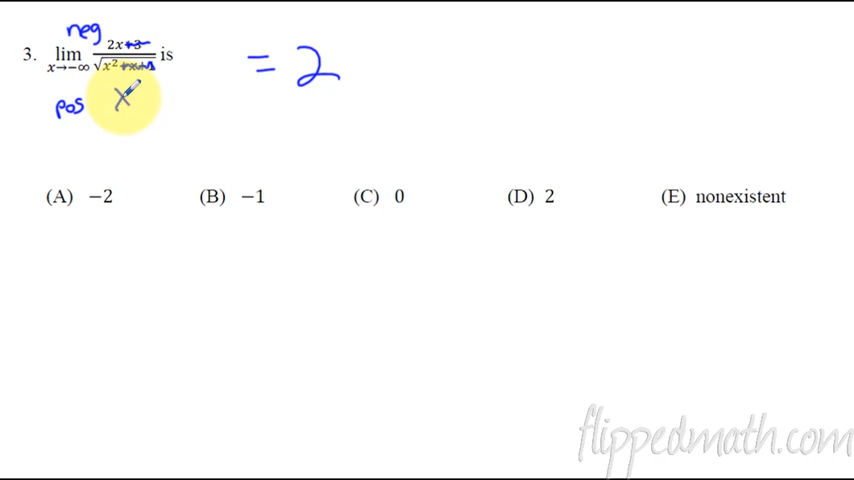 neg
3. lim x→−∞ 2x+3 / √x² +x+1 is = 2
pos x
(A) −2 (B) −1 (C) 0 (D) 2 (E) nonexistent
flippedmath.com